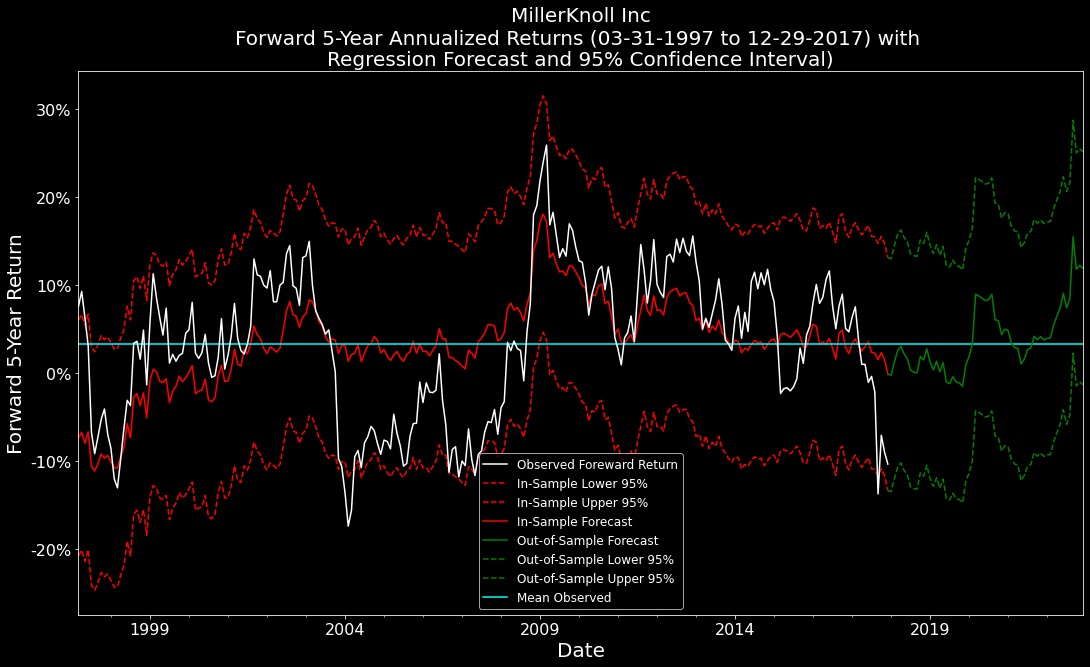 MillerKnoll Inc
Forward 5-Year Annualized Returns (03-31-1997 to 12-29-2017) with
Regression Forecast and 95% Confidence Interval)
Forward 5-Year Return
30%
20%
10%
0%
-10%
-20%
Observed Foreward Return
In-Sample Lower 95%
In-Sample Upper 95%
In-Sample Forecast
Out-of-Sample Forecast
Out-of-Sample Lower 95%
Out-of-Sample Upper 95%
Mean Observed
1999 2004 2009 2014 2019
Date